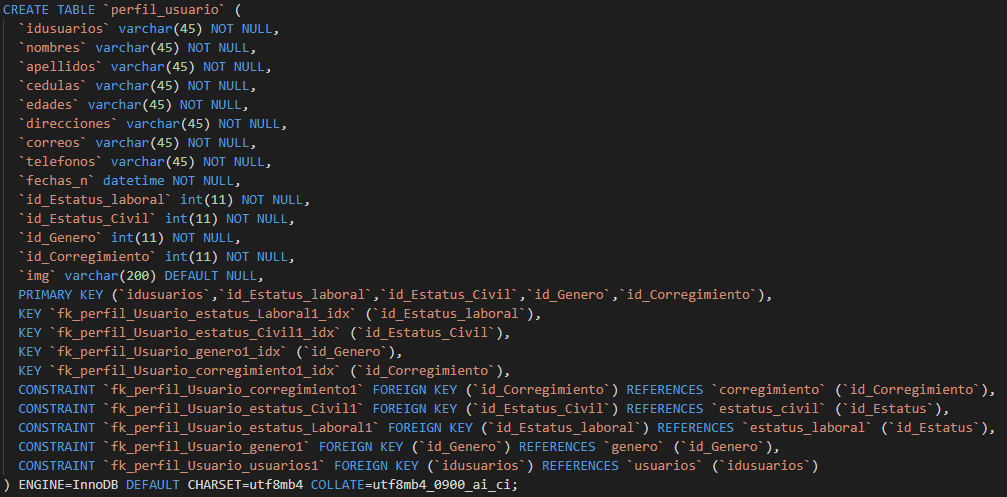 CREATE TABLE `perfil_usuario` (
`idusuarios` varchar(45) NOT NULL,
`nombres` varchar(45) NOT NULL,
`apellidos` varchar(45) NOT NULL,
`cedulas` varchar(45) NOT NULL,
`edades` varchar(45) NOT NULL,
`direcciones` varchar(45) NOT NULL,
`correos` varchar(45) NOT NULL,
`telefonos` varchar(45) NOT NULL,
`fechas_n` datetime NOT NULL,
`id_Estatus_laboral` int(11) NOT NULL,
`id_Estatus_Civil` int(11) NOT NULL,
`id_Genero` int(11) NOT NULL,
`id_Corregimiento` int(11) NOT NULL,
`img` varchar(200) DEFAULT NULL,
PRIMARY KEY (`idusuarios`,`id_Estatus_laboral`,`id_Estatus_Civil`,`id_Genero`,`id_Corregimiento`),
KEY `fk_perfil_Usuario_estatus_Laboral1_idx` (`id_Estatus_laboral`),
KEY `fk_perfil_Usuario_estatus_Civil1_idx` (`id_Estatus_Civil`),
KEY `fk_perfil_Usuario_genero1_idx` (`id_Genero`),
KEY `fk_perfil_Usuario_corregimiento1_idx` (`id_Corregimiento`),
CONSTRAINT `fk_perfil_Usuario_corregimiento1` FOREIGN KEY (`id_Corregimiento`) REFERENCES `corregimiento` (`id_Corregimiento`),
CONSTRAINT `fk_perfil_Usuario_estatus_Civil1` FOREIGN KEY (`id_Estatus_Civil`) REFERENCES `estatus_civil` (`id_Estatus`),
CONSTRAINT `fk_perfil_Usuario_estatus_Laboral1` FOREIGN KEY (`id_Estatus_laboral`) REFERENCES `estatus_laboral` (`id_Estatus`),
CONSTRAINT `fk_perfil_Usuario_genero1` FOREIGN KEY (`id_Genero`) REFERENCES `genero` (`id_Genero`),
CONSTRAINT `fk_perfil_Usuario_usuarios1` FOREIGN KEY (`idusuarios`) REFERENCES `usuarios` (`idusuarios`)
) ENGINE=InnoDB DEFAULT CHARSET=utf8mb4 COLLATE=utf8mb4_0900_ai_ci;